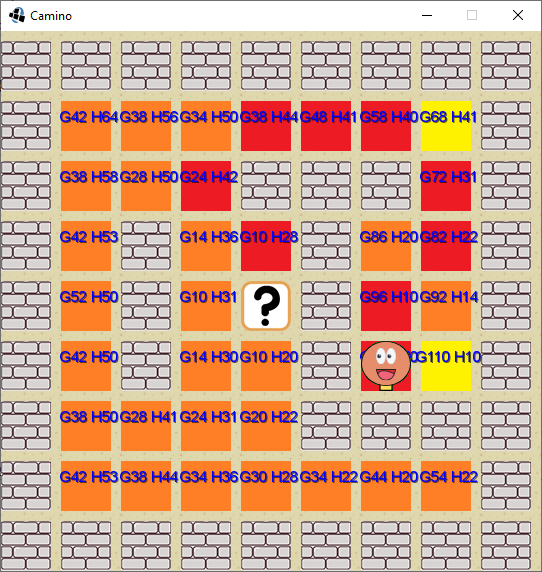 Camino
G42 H64 G38 H56 G34 H50 G38 H44 G48 H41 G58 H40 G68 H41
G38 H58 G28 H50 G24 H42 G72 H31
G42 H53 G14 H36 G10 H28 G86 H20 G82 H22
G52 H50 G10 H31 ? G96 H10 G92 H14
G42 H50 G14 H30 G10 H20 G110 H10
G38 H50 G28 H41 G24 H31 G20 H22
G42 H53 G38 H44 G34 H36 G30 H28 G34 H22 G44 H20 G54 H22